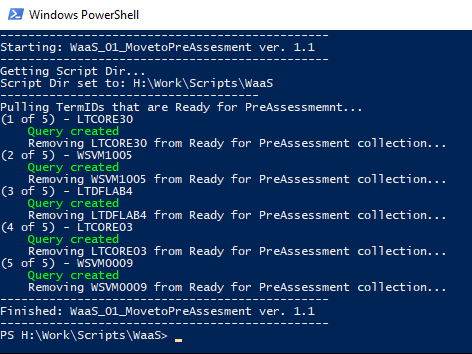 Windows PowerShell
-----------------------------------------------
Starting: WaaS_01_MovetoPreAssesment ver. 1.1
-----------------------------------------------
Getting Script Dir...
Script Dir set to: H:\Work\Scripts\WaaS
-------------------------------------
Pulling TermIDs that are Ready for PreAssessmemnt...
(1 of 5) - LTCORE30
Query created
Removing LTCORE30 from Ready for PreAssessment collection...
(2 of 5) - WSVM1005
Query created
Removing WSVM1005 from Ready for PreAssessment collection...
(3 of 5) - LTDFLAB4
Query created
Removing LTDFLAB4 from Ready for PreAssessment collection...
(4 of 5) - LTCORE03
Query created
Removing LTCORE03 from Ready for PreAssessment collection...
(5 of 5) - WSVM0009
Query created
Removing WSVM0009 from Ready for PreAssessment collection...
-----------------------------------------------
Finished: WaaS_01_MovetoPreAssesment ver. 1.1
-----------------------------------------------
PS H:\Work\Scripts\WaaS> _